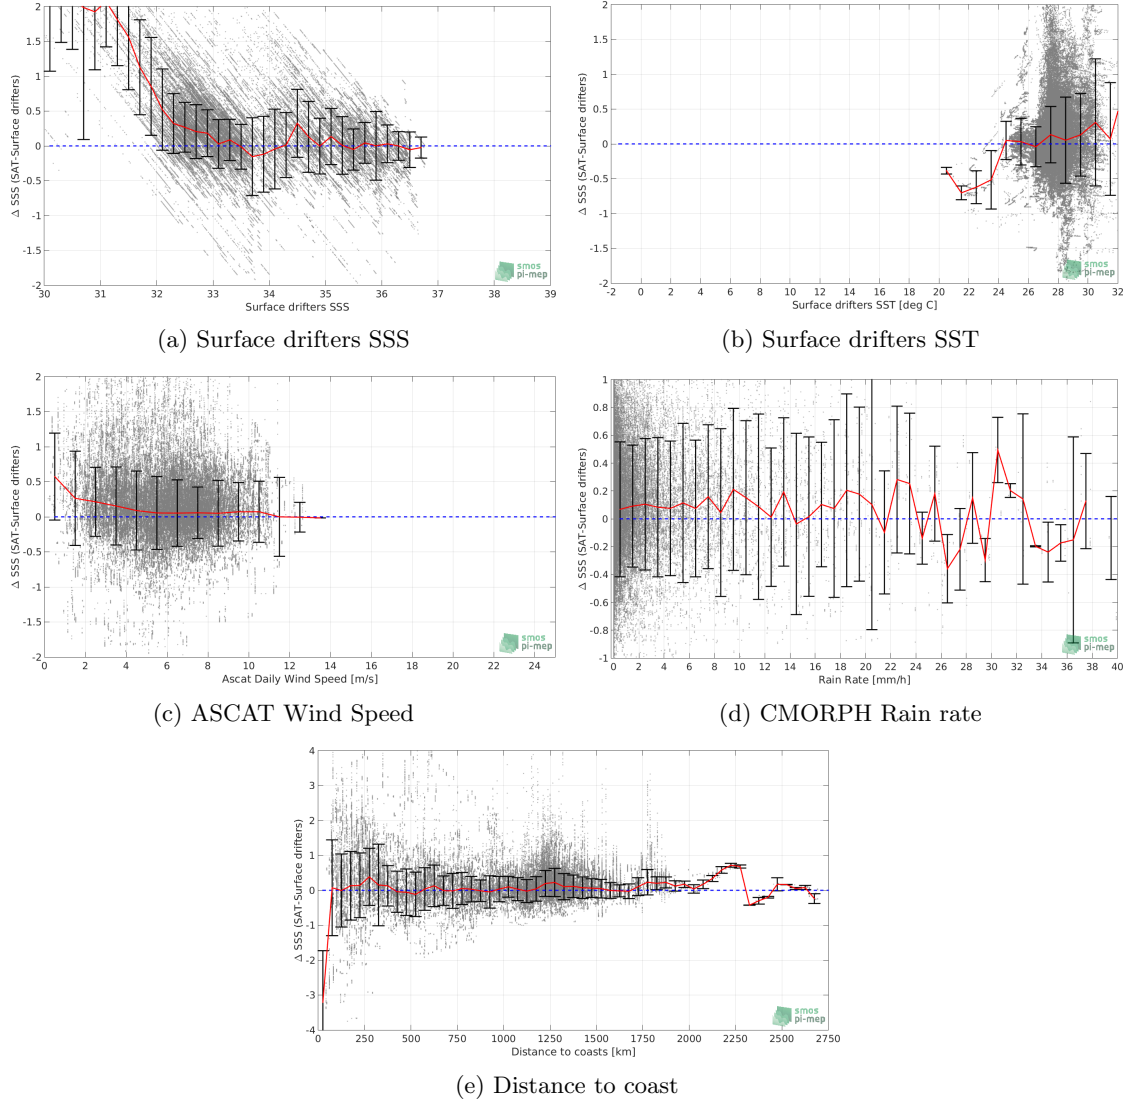 Δ SSS (SAT-Surface drifters)
2
1.5
1
0.5
0
-0.5
-1
-1.5
-2
30 31 32 33 34 35 36 37 38 39
Surface drifters SSS
smos
pi-mep
(a) Surface drifters SSS
Δ SSS (SAT-Surface drifters)
2
1.5
1
0.5
0
-0.5
-1
-1.5
-2
-2 0 2 4 6 8 10 12 14 16 18 20 22 24 26 28 30 32
Surface drifters SST [deg C]
smos
pi-mep
(b) Surface drifters SST
Δ SSS (SAT-Surface drifters)
2
1.5
1
0.5
0
-0.5
-1
-1.5
-2
0 2 4 6 8 10 12 14 16 18 20 22 24
Ascat Daily Wind Speed [m/s]
smos
pi-mep
(c) ASCAT Wind Speed
Δ SSS (SAT-Surface drifters)
1
0.8
0.6
0.4
0.2
0
-0.2
-0.4
-0.6
-0.8
-1
0 2 4 6 8 10 12 14 16 18 20 22 24 26 28 30 32 34 36 38 40
Rain Rate [mm/h]
smos
pi-mep
(d) CMORPH Rain rate
Δ SSS (SAT-Surface drifters)
4
3
2
1
0
-1
-2
-3
-4
0 250 500 750 1000 1250 1500 1750 2000 2250 2500 2750
Distance to coasts [km]
smos
pi-mep
(e) Distance to coast